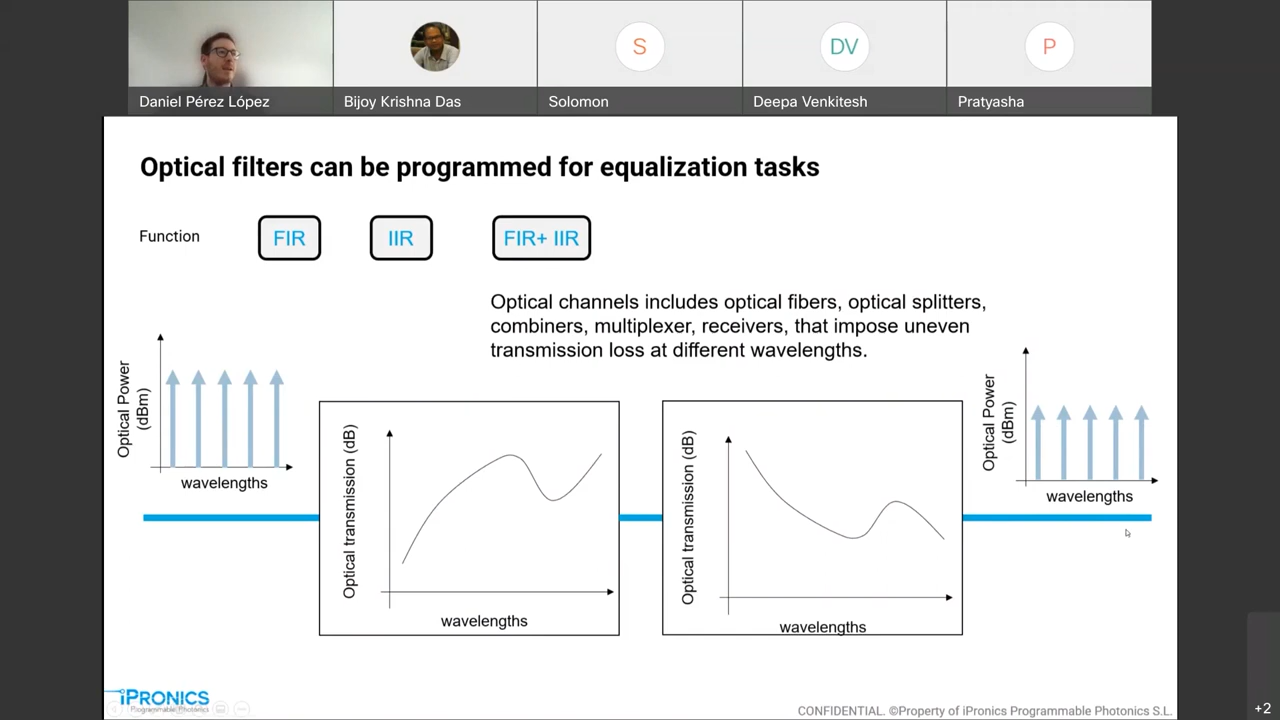 S
DV
P
Daniel Pérez López
Bijoy Krishna Das
Solomon
Deepa Venkitesh
Pratyasha
Optical filters can be programmed for equalization tasks
Function
FIR
IIR
FIR+ IIR
Optical channels includes optical fibers, optical splitters,
combiners, multiplexer, receivers, that impose uneven
transmission loss at different wavelengths.
Optical Power
(dBm)
wavelengths
Optical transmission (dB)
wavelengths
Optical transmission (dB)
wavelengths
Optical Power
(dBm)
wavelengths
iPRONICS
Programmable Photonics
CONFIDENTIAL. ©Property of iPronics Programmable Photonics S.L.
+2